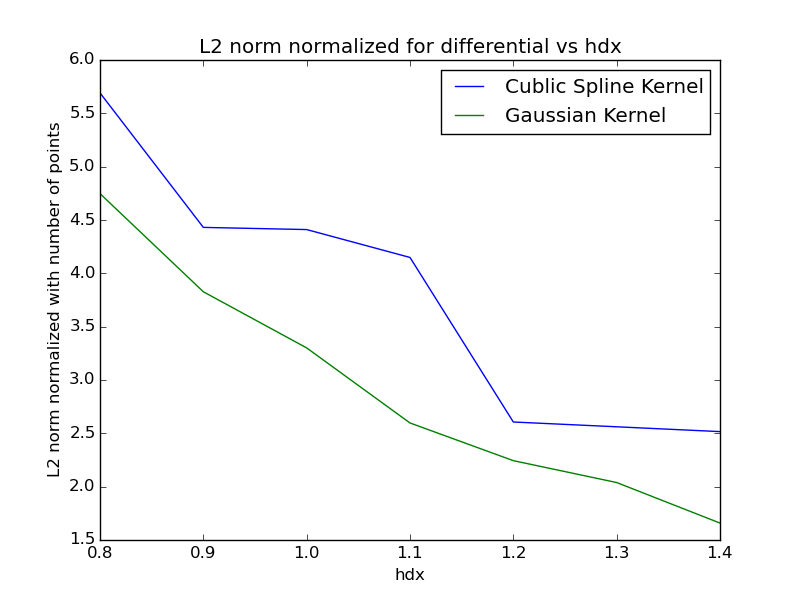 L2 norm normalized for differential vs hdx
Cublic Spline Kernel
Gaussian Kernel
L2 norm normalized with number of points
6.0
5.5
5.0
4.5
4.0
3.5
3.0
2.5
2.0
1.5
0.8 0.9 1.0 1.1 1.2 1.3 1.4
hdx